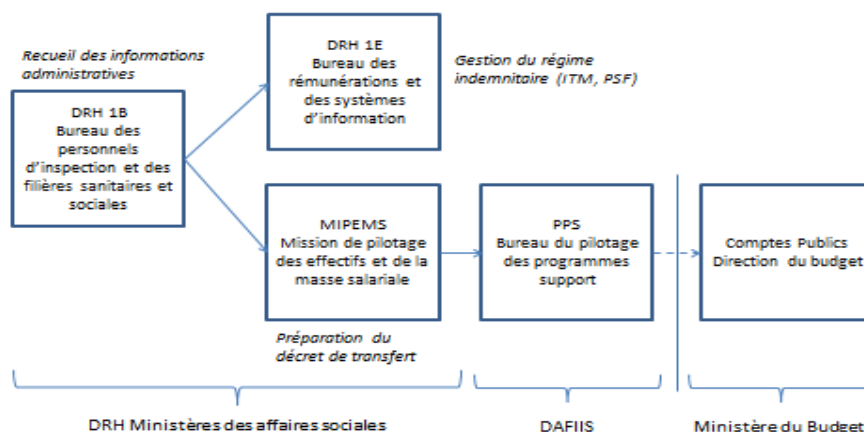 Recueil des informations
administratives
DRH 1B
Bureau des
personnels
d'inspection et des
filières sanitaires et
sociales
DRH 1E
Bureau des
rémunérations et
des systèmes
d'information
Gestion du régime
indemnitaire (ITM, PSF)
MIPEMS
Mission de pilotage
des effectifs et de la
masse salariale
Préparation du
décret de transfert
PPS
Bureau du pilotage
des programmes
support
Comptes Publics
Direction du budget
DRH Ministères des affaires sociales
DAFIIS
Ministère du Budget